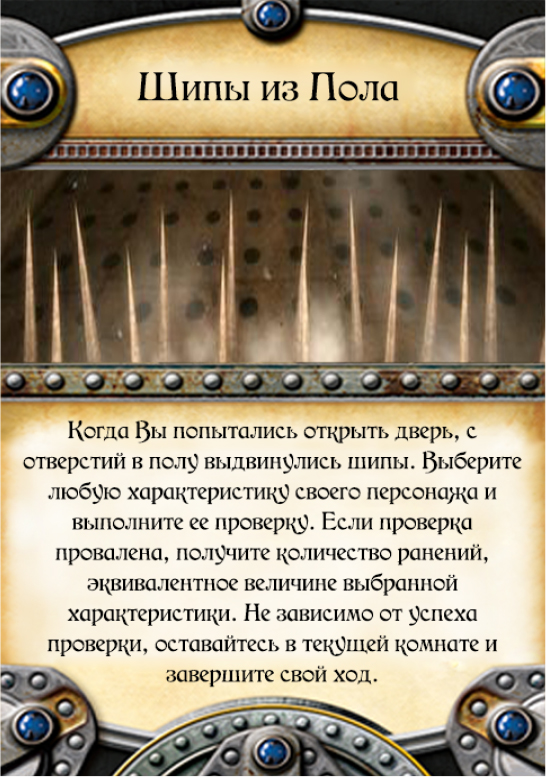 Шипы из Пола
Когда Вы попытались открыть дверь, с
отверстий в полу выдвинулись шипы. Выберите
любую характеристику своего персонажа и
выполните ее проверку. Если проверка
провалена, получите количество ранений,
эквивалентное величине выбранной
характеристики. Не зависимо от успеха
проверки, оставайтесь в текущей комнате и
завершите свой ход.